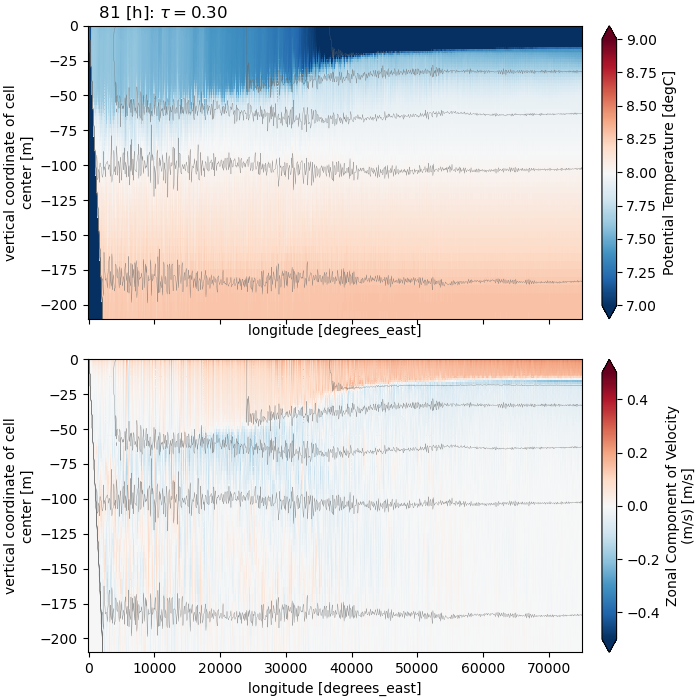 81 [h]: τ = 0.30
0
−25
−50
−75
−100
−125
−150
−175
−200
vertical coordinate of cell
center [m]
longitude [degrees_east]
9.00
8.75
8.50
8.25
8.00
7.75
7.50
7.25
7.00
Potential Temperature [degC]
0
−25
−50
−75
−100
−125
−150
−175
−200
vertical coordinate of cell
center [m]
0 10000 20000 30000 40000 50000 60000 70000
longitude [degrees_east]
0.4
0.2
0.0
−0.2
−0.4
Zonal Component of Velocity
(m/s) [m/s]